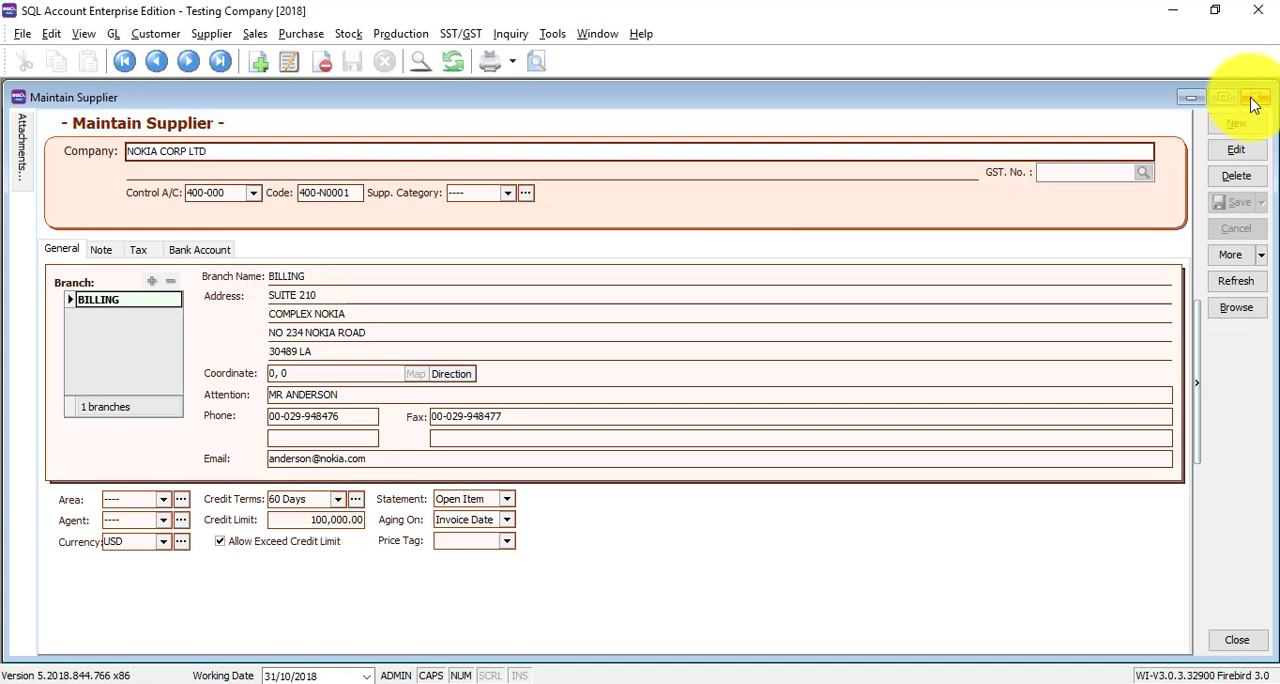 SQL Account Enterprise Edition - Testing Company [2018]
File Edit View GL Customer Supplier Sales Purchase Stock Production SST/GST Inquiry Tools Window Help
Maintain Supplier
Attachments...
- Maintain Supplier -
Company: NOKIA CORP LTD
GST. No. :
Control A/C: 400-000 Code: 400-N0001 Supp. Category: ----
New
Edit
Delete
Save
Cancel
More
Refresh
Browse
General Note Tax Bank Account
Branch:
BILLING
1 branches
Branch Name: BILLING
Address: SUITE 210
COMPLEX NOKIA
NO 234 NOKIA ROAD
30489 LA
Coordinate: 0, 0 Map Direction
Attention: MR ANDERSON
Phone: 00-029-948476 Fax: 00-029-948477
Email: anderson@nokia.com
Area: ---- Credit Terms: 60 Days Statement: Open Item
Agent: ---- Credit Limit: 100,000.00 Aging On: Invoice Date
Currency: USD Allow Exceed Credit Limit Price Tag:
Close
Version 5.2018.844.766 x86 Working Date 31/10/2018 ADMIN CAPS NUM SCRL INS WI-V3.0.3.32900 Firebird 3.0